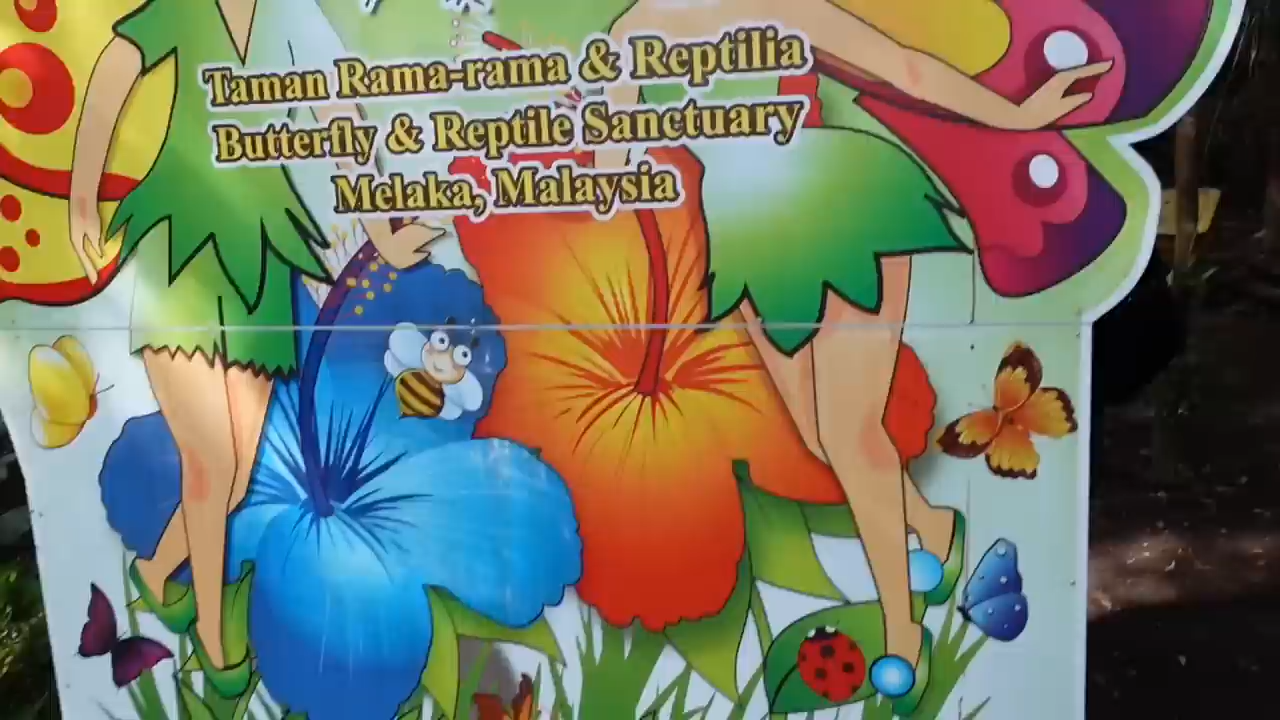 Taman Rama-rama & Reptilia
Butterfly & Reptile Sanctuary
Melaka, Malaysia